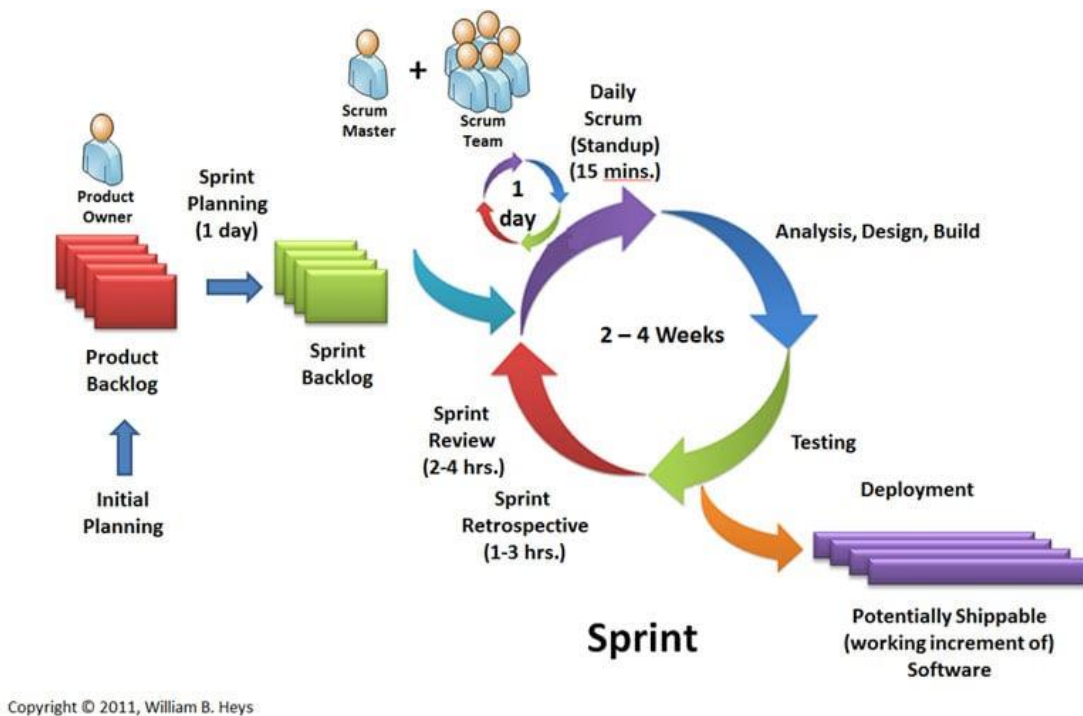 Scrum
Master
+
Scrum
Team
Product
Owner
Sprint
Planning
(1 day)
Daily
Scrum
(Standup)
(15 mins.)
1
day
Analysis, Design, Build
2 – 4 Weeks
Product
Backlog
Sprint
Backlog
Initial
Planning
Sprint
Review
(2-4 hrs.)
Sprint
Retrospective
(1-3 hrs.)
Testing
Deployment
Potentially Shippable
(working increment of)
Software
Sprint
Copyright © 2011, William B. Heys